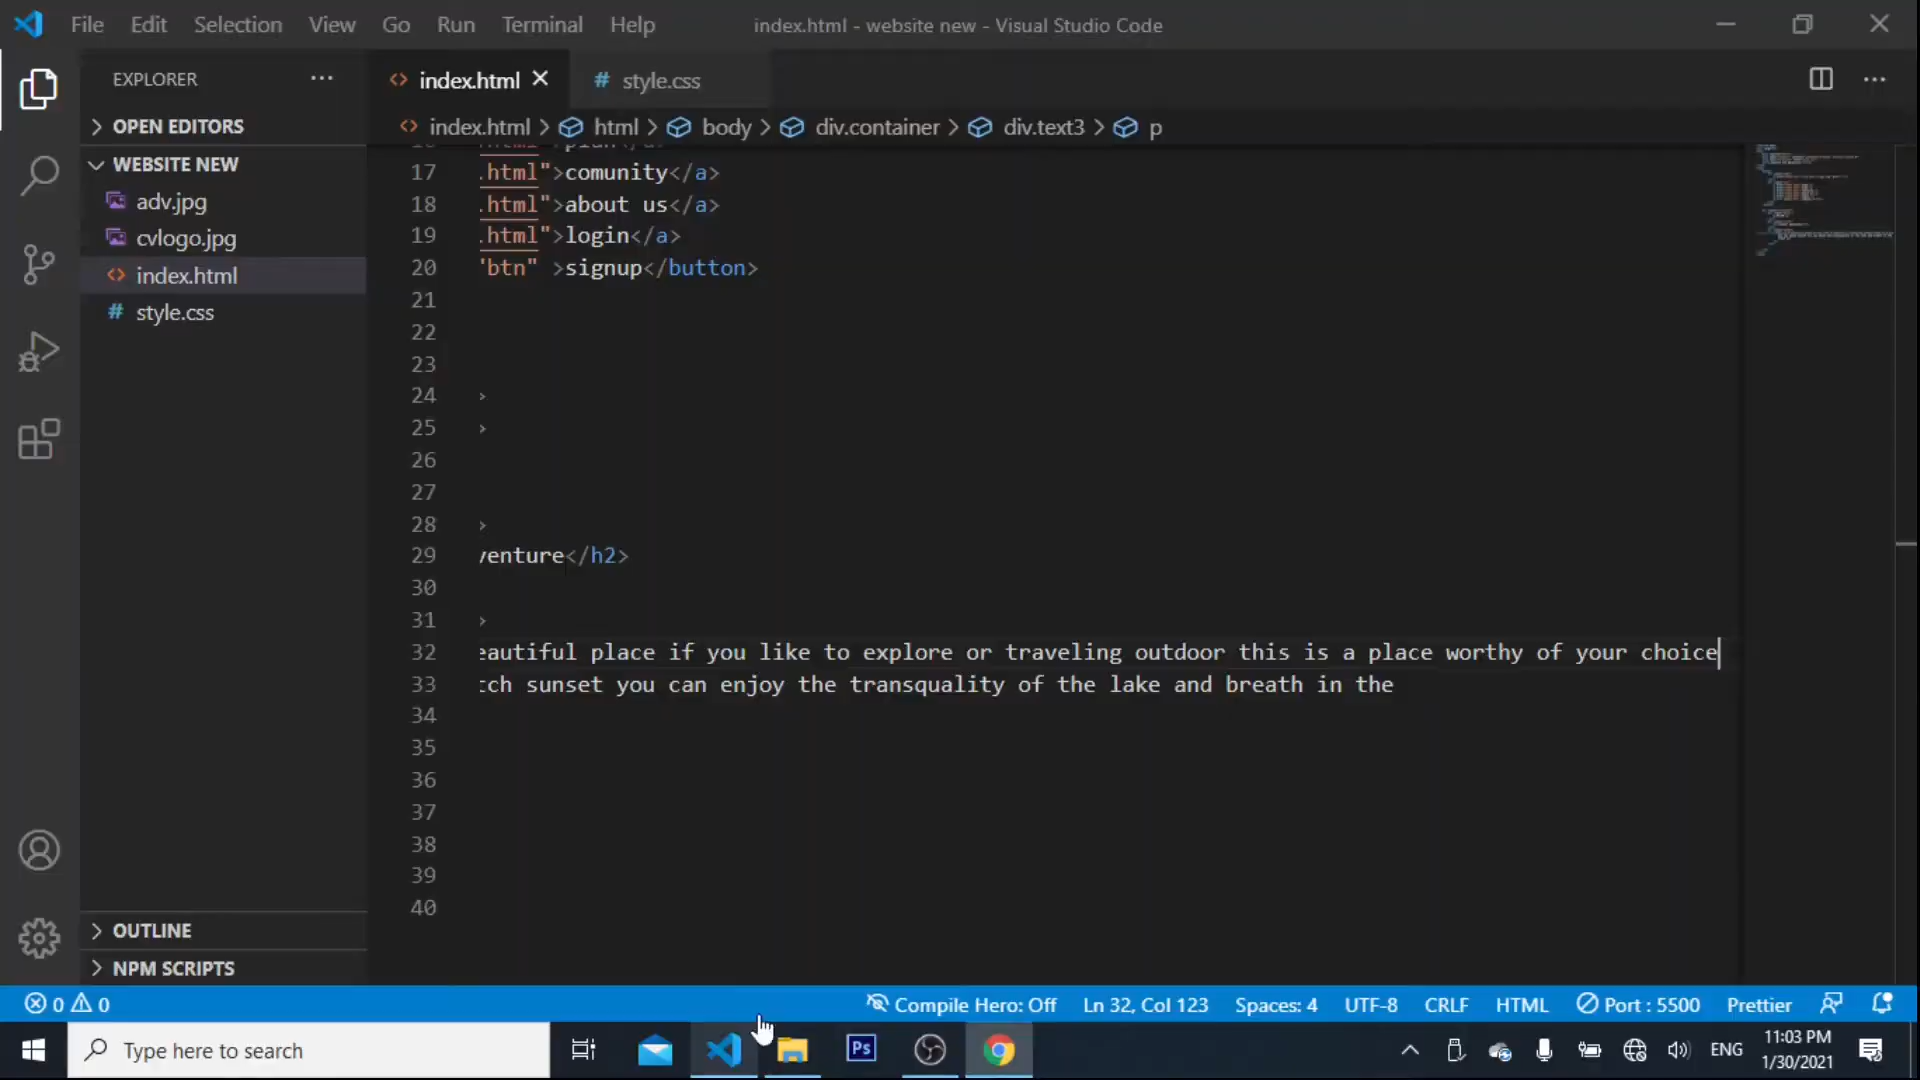 File Edit Selection View Go Run Terminal Help index.html - website new - Visual Studio Code
EXPLORER
index.html
# style.css
OPEN EDITORS
index.html > html > body > div.container > div.text3 > p
WEBSITE NEW
adv.jpg
cvlogo.jpg
index.html
# style.css
17 .html">comunity</a>
18 .html">about us</a>
19 .html">login</a>
20 "btn" >signup</button>
21
22
23
24 >
25 >
26
27
28 >
29 venture</h2>
30
31 >
32 eautiful place if you like to explore or traveling outdoor this is a place worthy of your choice
33 tch sunset you can enjoy the transquality of the lake and breath in the
34
35
36
37
38
39
40
OUTLINE
NPM SCRIPTS
0 0 Compile Hero: Off Ln 32, Col 123 Spaces: 4 UTF-8 CRLF HTML Port : 5500 Prettier
Type here to search
Ps
ENG
11:03 PM
1/30/2021